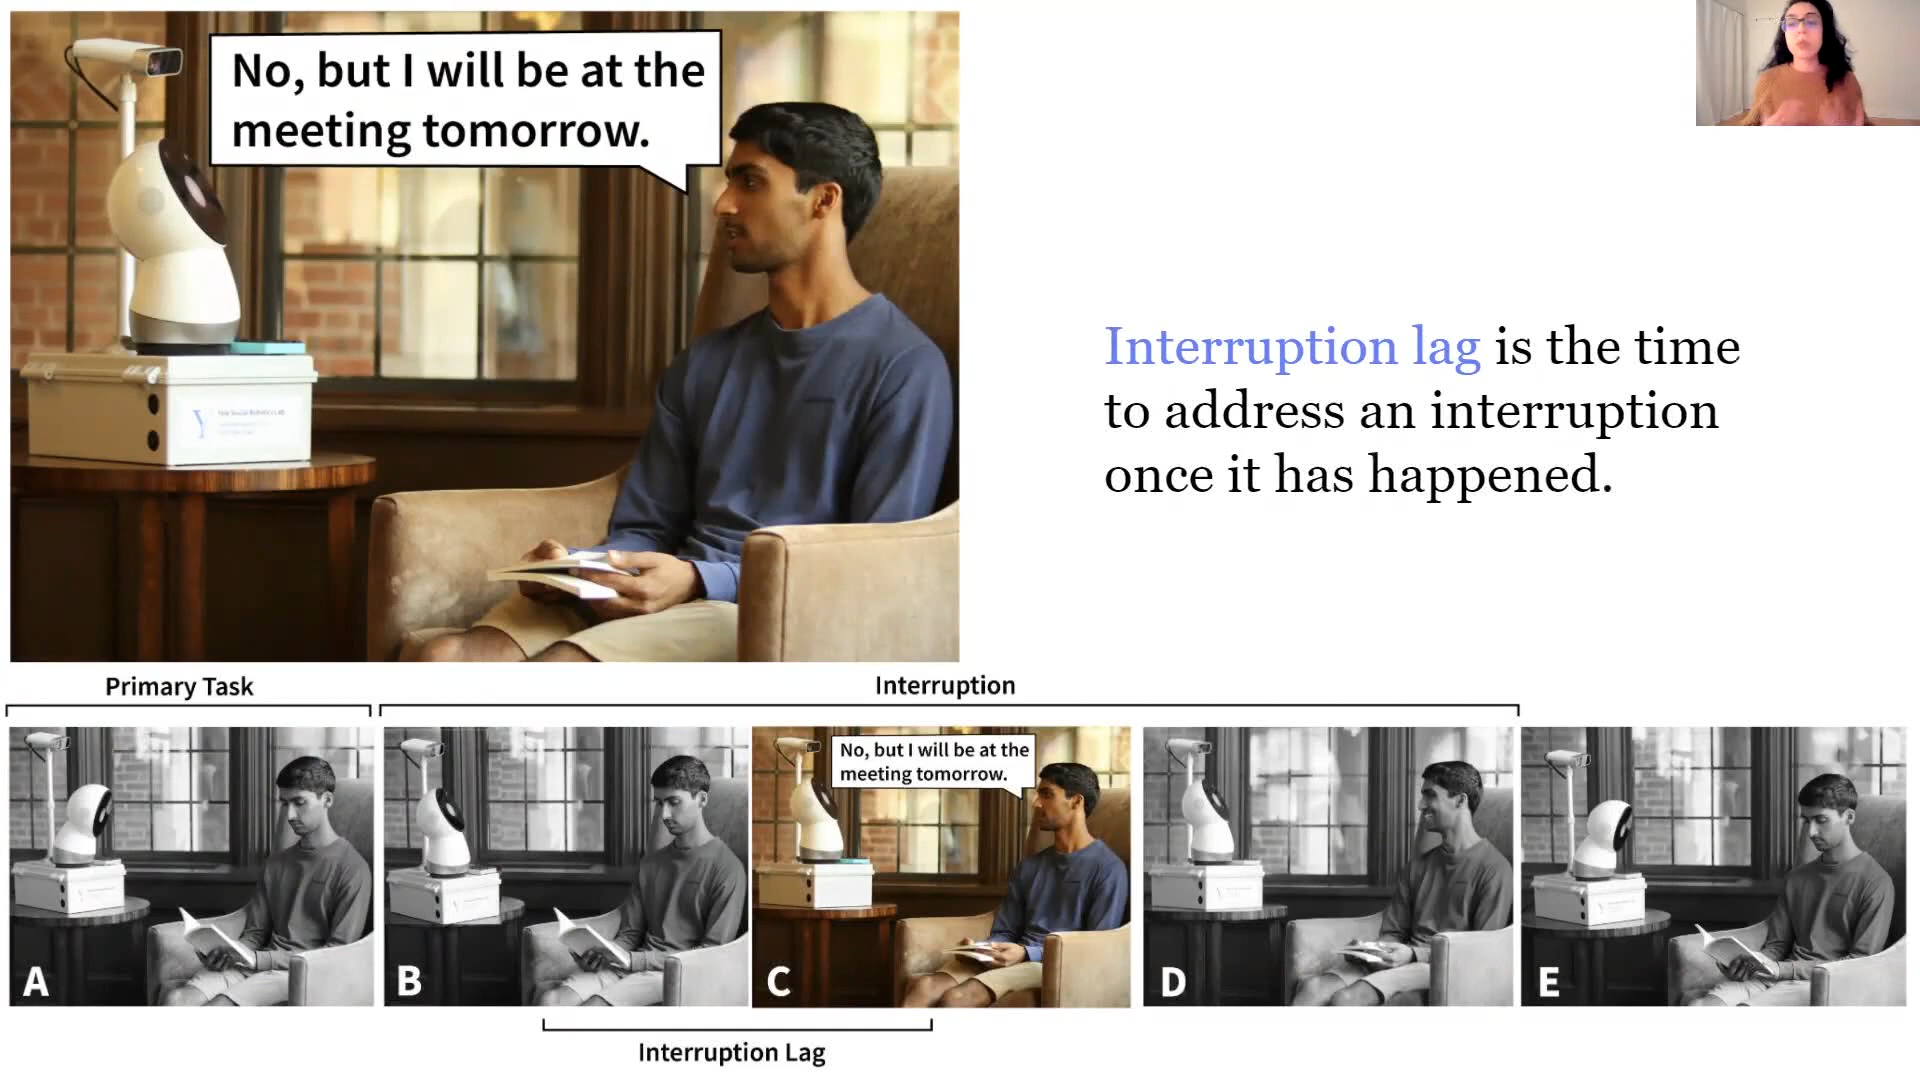 No, but I will be at the
meeting tomorrow.
Interruption lag is the time
to address an interruption
once it has happened.
Primary Task
Interruption
No, but I will be at the
meeting tomorrow.
A
B
C
D
E
Interruption Lag